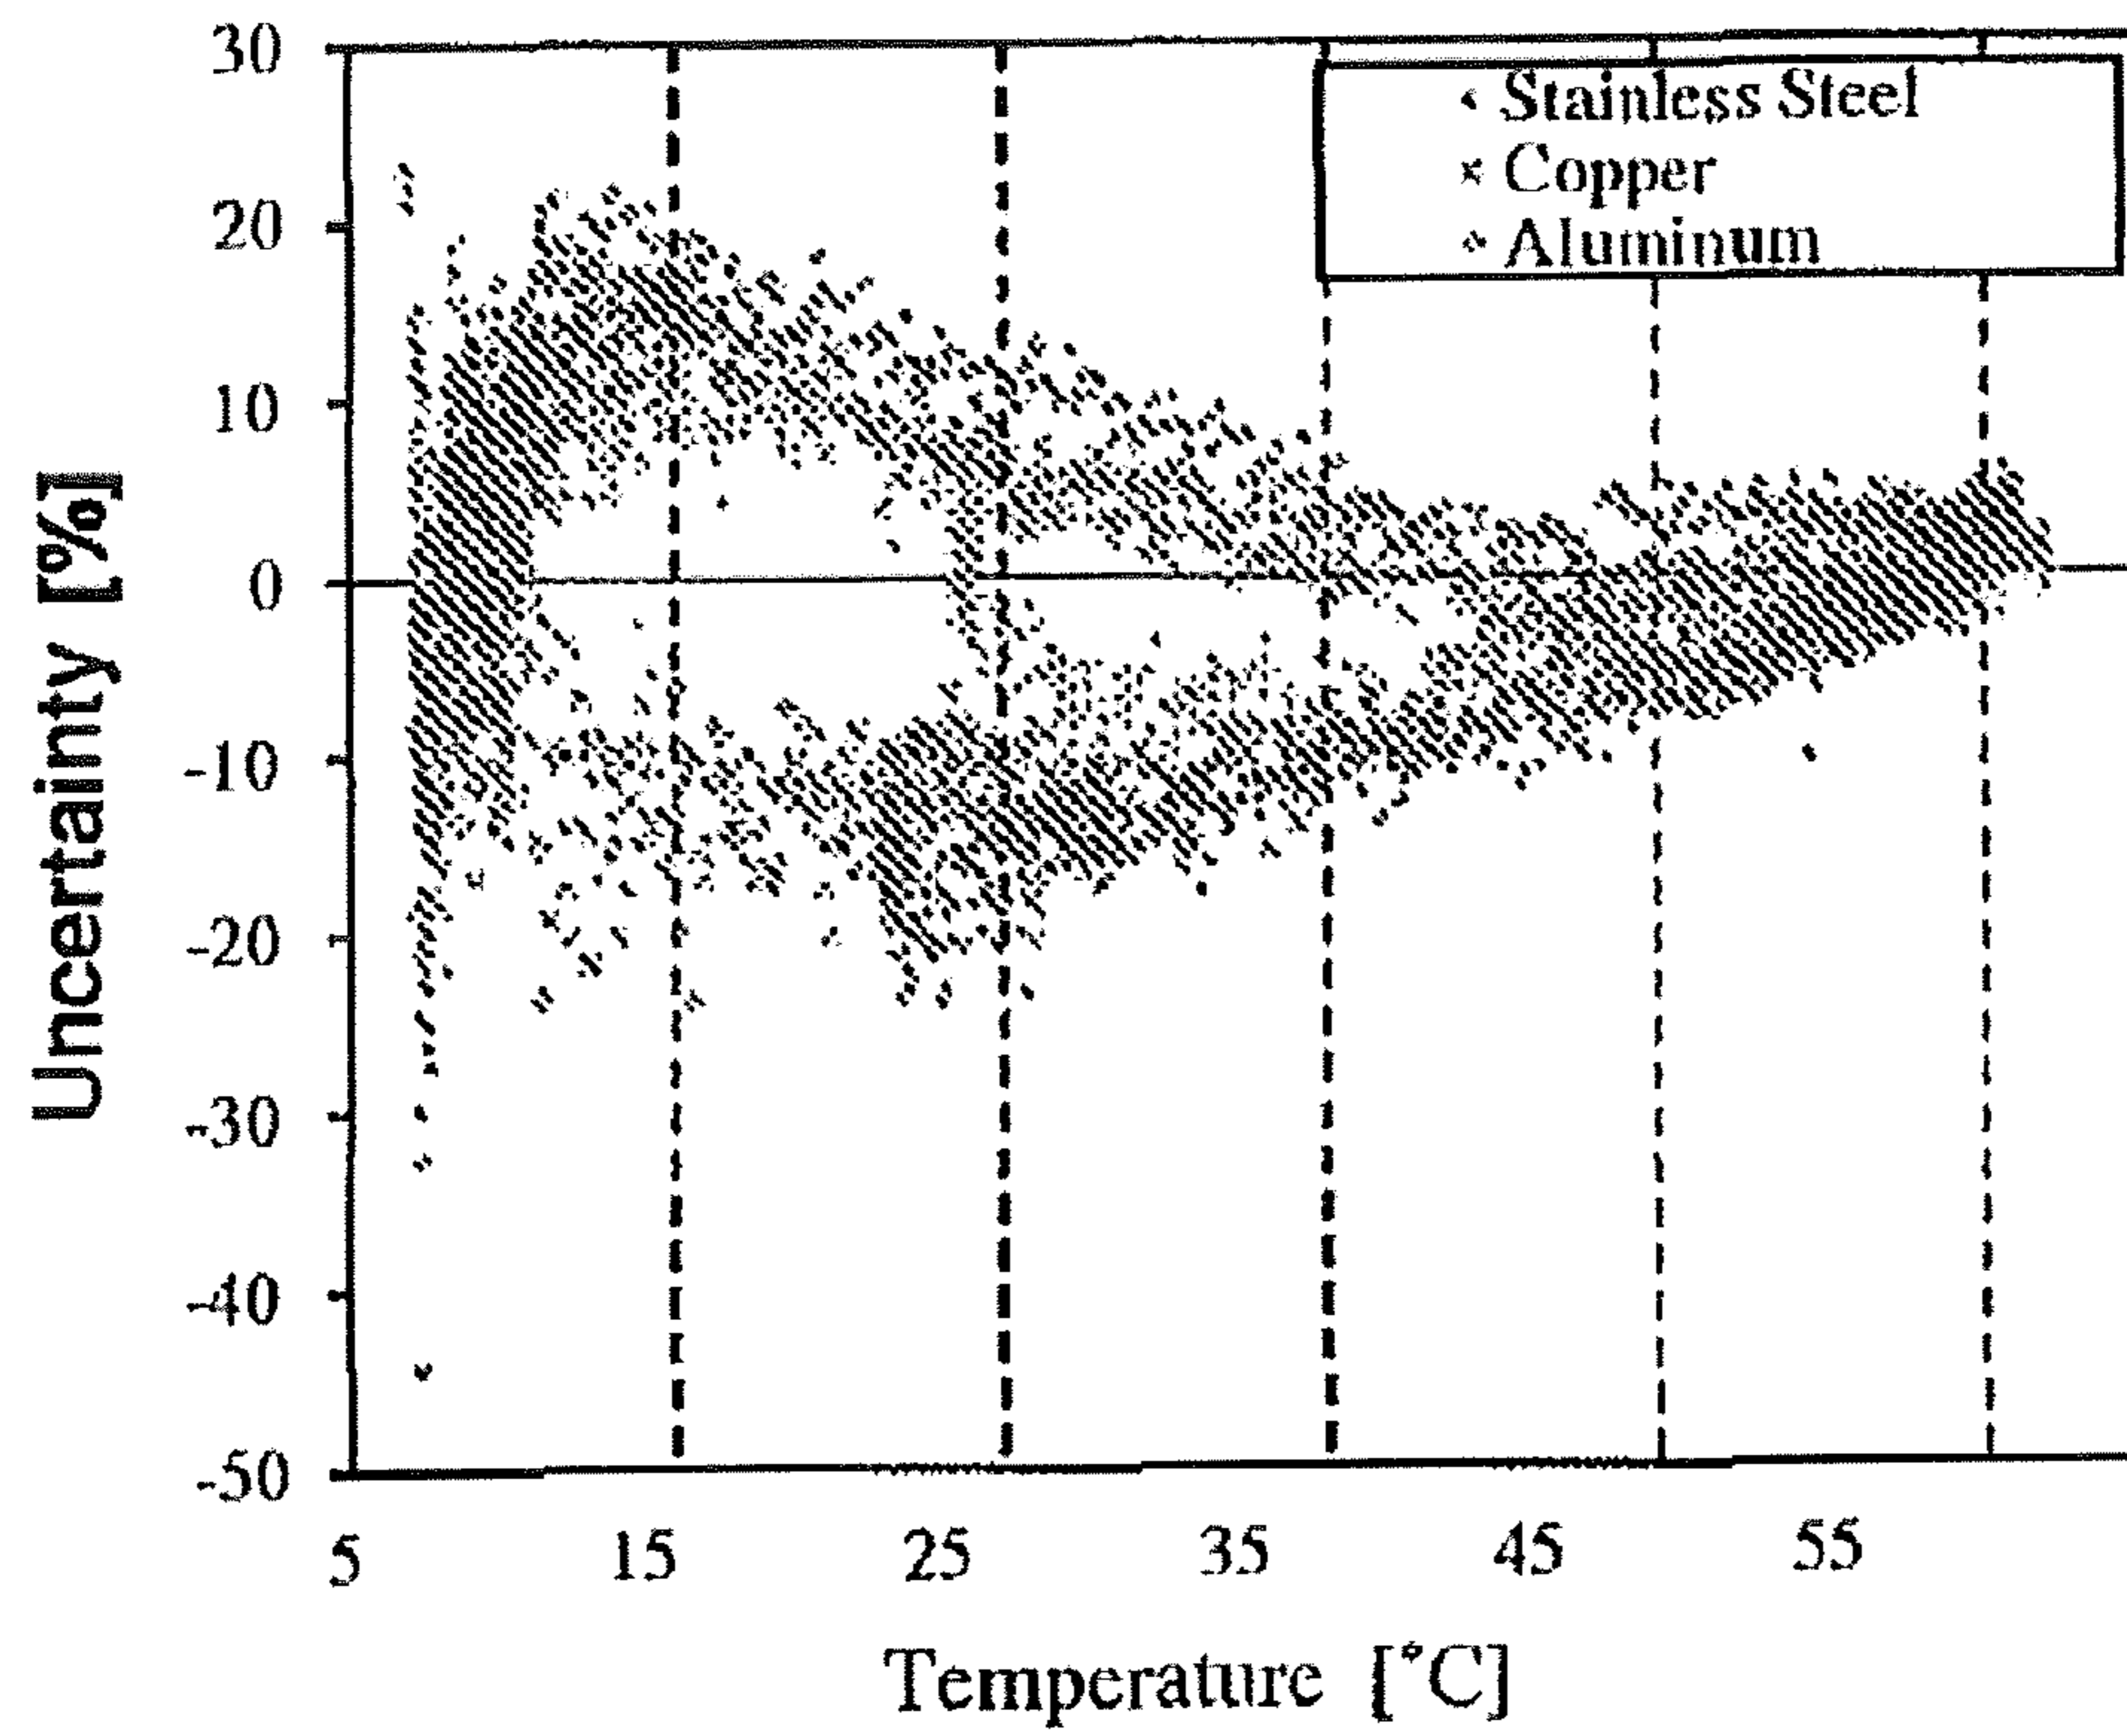 30
Stainless Steel
Copper
20
Aluminum
10
0
-10
-20
-30
-40
-50
Uncertainty [%]
5 15 25 35 45 55
Temperature [°C]